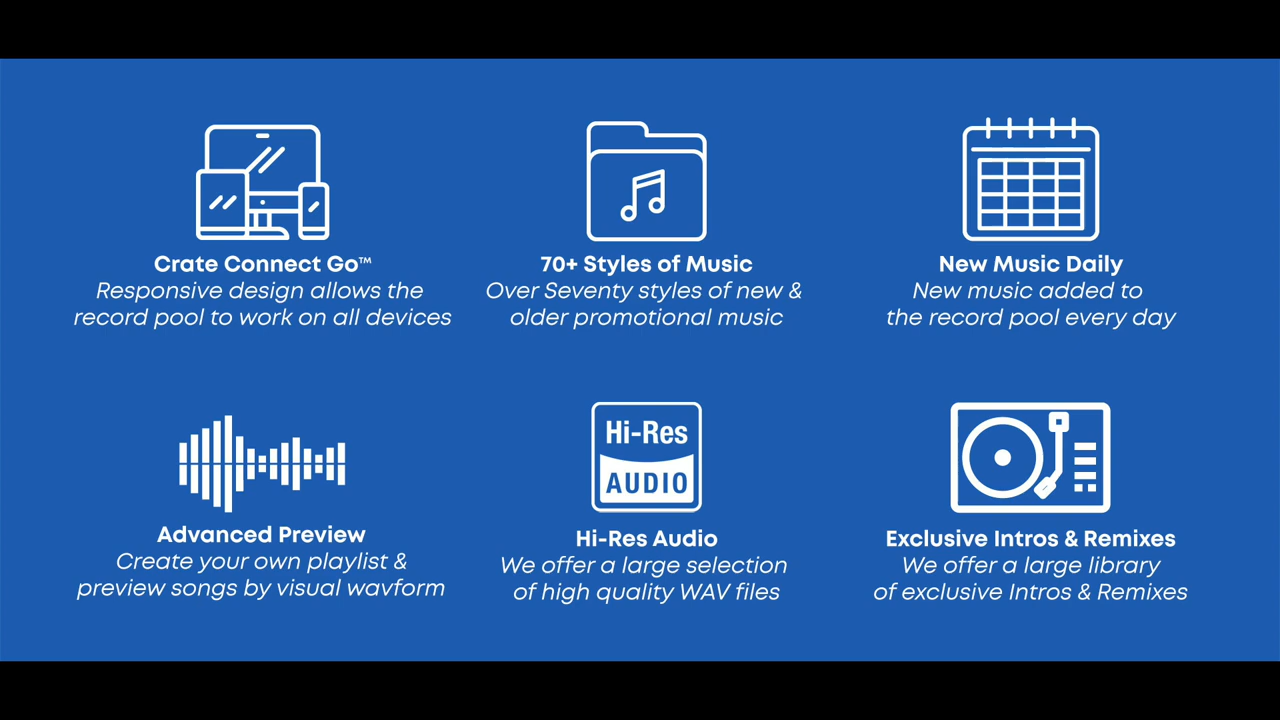 Crate Connect Go™
Responsive design allows the
record pool to work on all devices
70+ Styles of Music
Over Seventy styles of new &
older promotional music
New Music Daily
New music added to
the record pool every day
Advanced Preview
Create your own playlist &
preview songs by visual wavform
Hi-Res
AUDIO
Hi-Res Audio
We offer a large selection
of high quality WAV files
Exclusive Intros & Remixes
We offer a large library
of exclusive Intros & Remixes